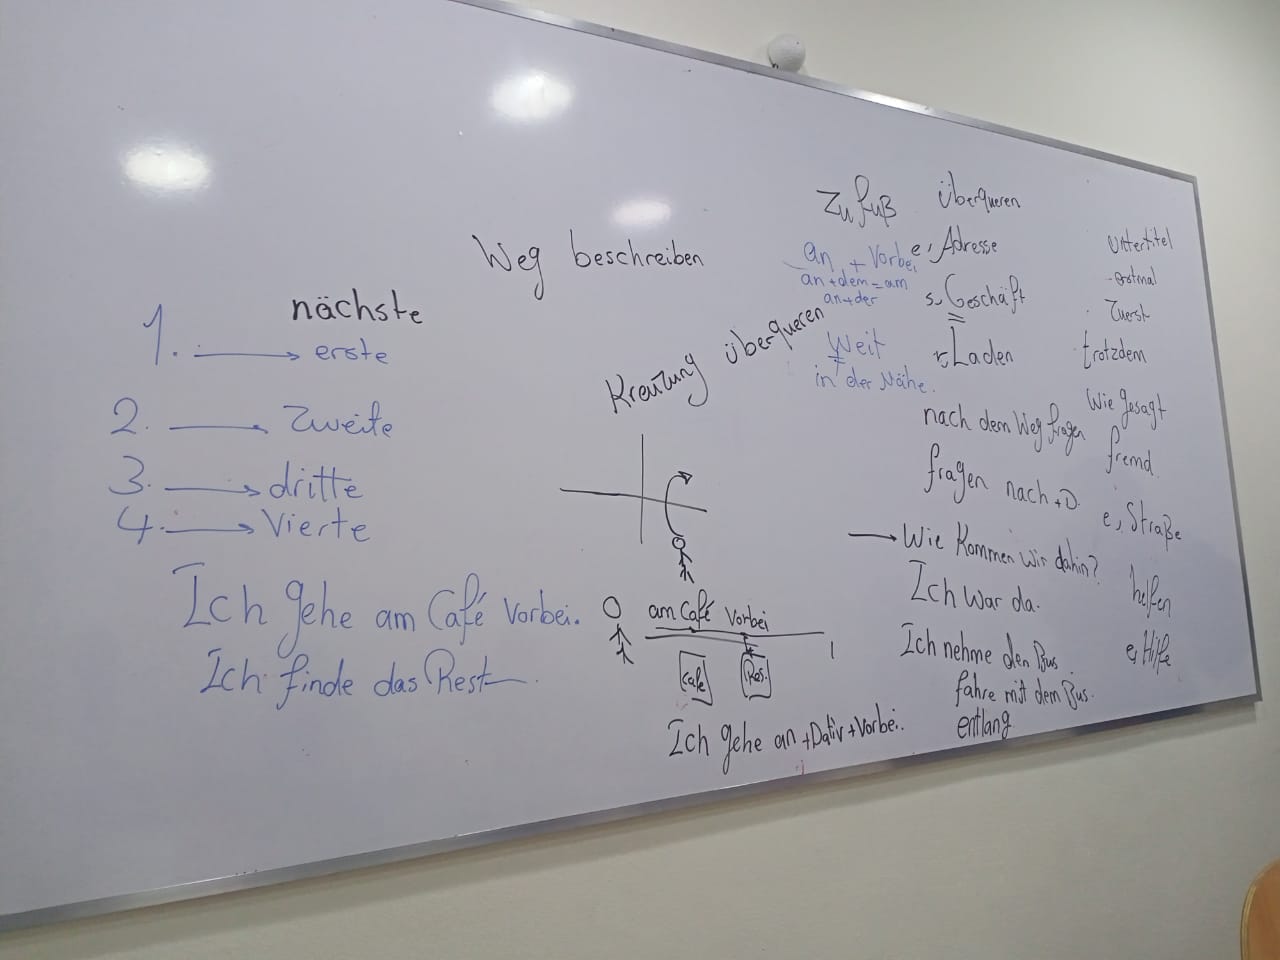 Weg beschreiben
nächste
1. → erste
2. → Zweite
3. → dritte
4. → Vierte
Ich gehe am Café vorbei.
Ich finde das Rest
Kreuzung überqueren
am Café vorbei
Cafe
Res.
Ich gehe an + Dativ + Vorbei.
Zu fuß
an + Vorbei
an + dem = am
an + der
Weit
≠
in der Nähe.
überqueren
e, Adresse
s, Geschäft
=
r, Laden
nach dem Weg fragen
fragen nach + D.
→ Wie kommen wir dahin?
Ich war da.
Ich nehme den Bus
fahre mit dem Bus.
entlang
Untertitel
erstmal
Zuerst
trotzdem
Wie gesagt
fremd
e, Straße
helfen
e, Hilfe